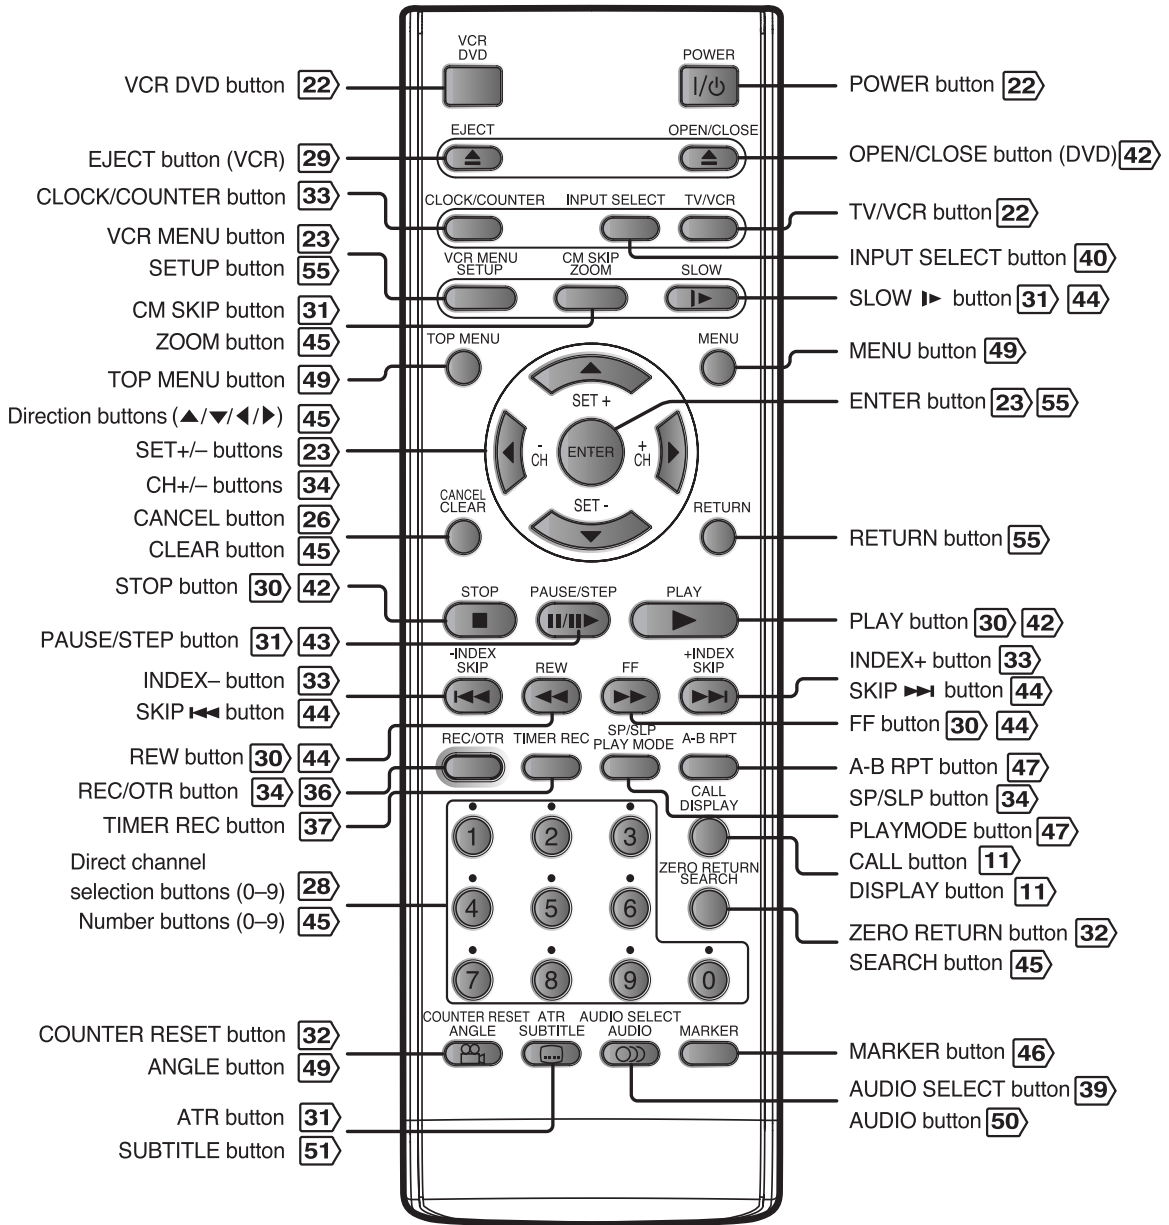 VCR DVD button 22
EJECT button (VCR) 29
CLOCK/COUNTER button 33
VCR MENU button 23
SETUP button 55
CM SKIP button 31
ZOOM button 45
TOP MENU button 49
Direction buttons (▲/▼/◀/▶) 45
SET+/– buttons 23
CH+/– buttons 34
CANCEL button 26
CLEAR button 45
STOP button 30 42
PAUSE/STEP button 31 43
INDEX– button 33
SKIP ⏮ button 44
REW button 30 44
REC/OTR button 34 36
TIMER REC button 37
Direct channel
selection buttons (0–9) 28
Number buttons (0–9) 45
COUNTER RESET button 32
ANGLE button 49
ATR button 31
SUBTITLE button 51
VCR
DVD
POWER
I/⏻
EJECT
OPEN/CLOSE
CLOCK/COUNTER
INPUT SELECT
TV/VCR
VCR MENU
SETUP
CM SKIP
ZOOM
SLOW
TOP MENU
MENU
SET +
-
CH
ENTER
+
CH
SET -
CANCEL
CLEAR
RETURN
STOP
PAUSE/STEP
PLAY
-INDEX
SKIP
REW
FF
+INDEX
SKIP
REC/OTR
TIMER REC
SP/SLP
PLAY MODE
A-B RPT
CALL
DISPLAY
1
2
3
ZERO RETURN
SEARCH
4
5
6
7
8
9
0
COUNTER RESET
ANGLE
ATR
SUBTITLE
AUDIO SELECT
AUDIO
MARKER
POWER button 22
OPEN/CLOSE button (DVD) 42
TV/VCR button 22
INPUT SELECT button 40
SLOW I▶ button 31 44
MENU button 49
ENTER button 23 55
RETURN button 55
PLAY button 30 42
INDEX+ button 33
SKIP ⏭ button 44
FF button 30 44
A-B RPT button 47
SP/SLP button 34
PLAYMODE button 47
CALL button 11
DISPLAY button 11
ZERO RETURN button 32
SEARCH button 45
MARKER button 46
AUDIO SELECT button 39
AUDIO button 50